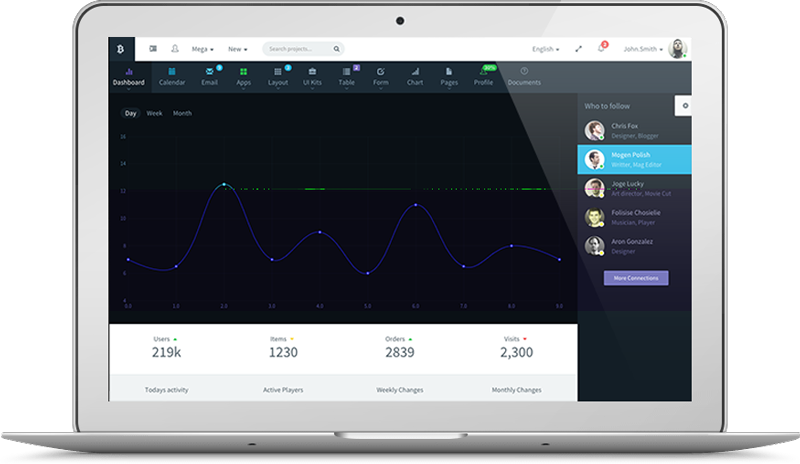 Mega New Search projects... English 3 John.Smith
Dashboard Calendar Email 3 Apps Layout 2 UI Kits Table 2 Form Chart Pages Profile Documents
Day Week Month
Who to follow
Chris Fox
Designer, Blogger
Mogen Polish
Writter, Mag Editor
Joge Lucky
Art director, Movie Cut
Folisise Chosielie
Musician, Player
Aron Gonzalez
Designer
More Connections
16
14
12
10
8
6
4
0.0 1.0 2.0 3.0 4.0 5.0 6.0 7.0 8.0 9.0
Users Items Orders Visits
219k 1230 2839 2,300
Todays activity Active Players Weekly Changes Monthly Changes